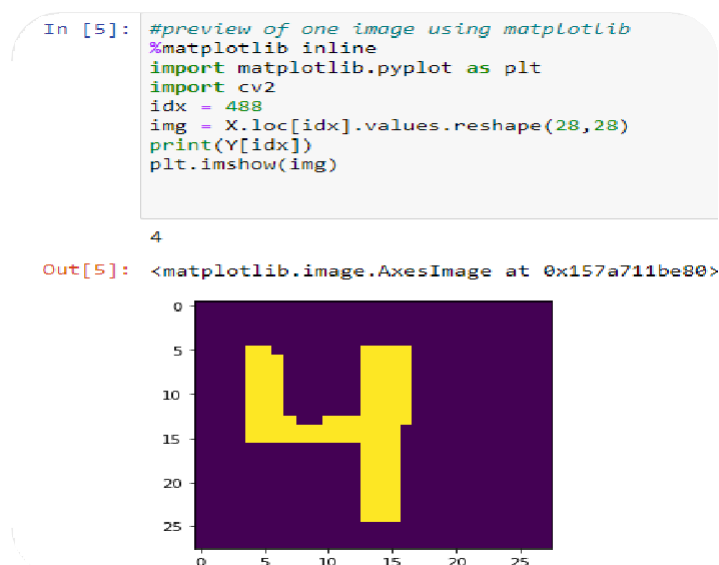 In [5]: #preview of one image using matplotlib
%matplotlib inline
import matplotlib.pyplot as plt
import cv2
idx = 488
img = X.loc[idx].values.reshape(28,28)
print(Y[idx])
plt.imshow(img)
4
Out[5]: <matplotlib.image.AxesImage at 0x157a711be80>
0
5
10
15
20
25
0 5 10 15 20 25